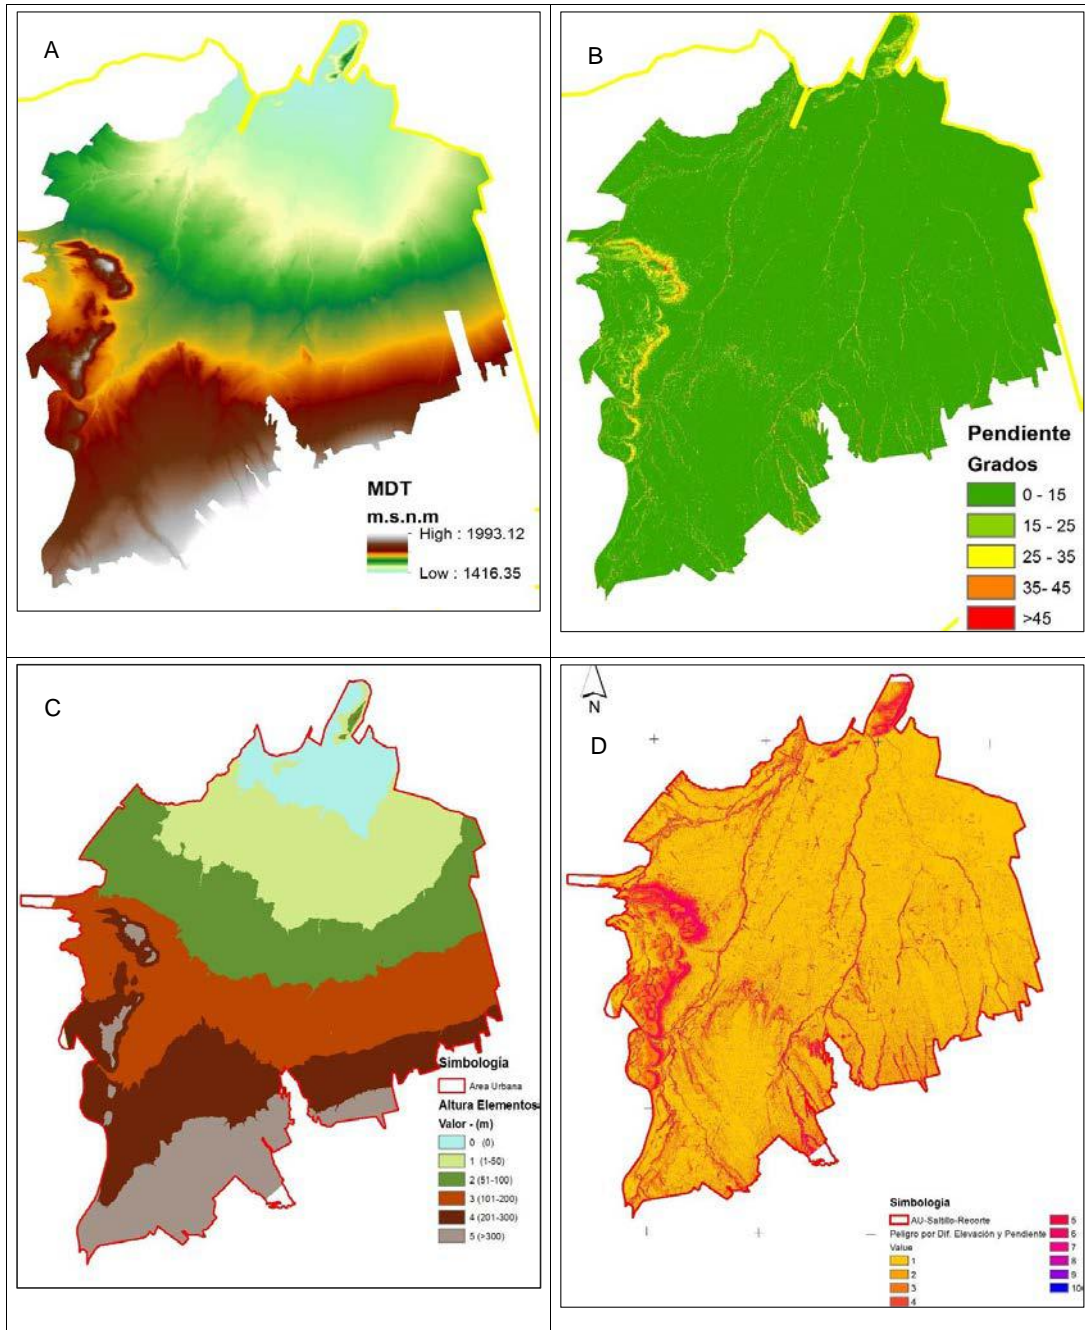 A
MDT
m.s.n.m
High : 1993.12
Low : 1416.35
B
Pendiente
Grados
0 - 15
15 - 25
25 - 35
35- 45
>45
C
Simbología
Area Urbana
Altura Elementos
Valor - (m)
0 (0)
1 (1-50)
2 (51-100)
3 (101-200)
4 (201-300)
5 (>300)
N
D
Simbología
AU-Saltillo-Recorte
Peligro por Dif. Elevación y Pendiente
Value
1
2
3
4
5
6
7
8
9
10